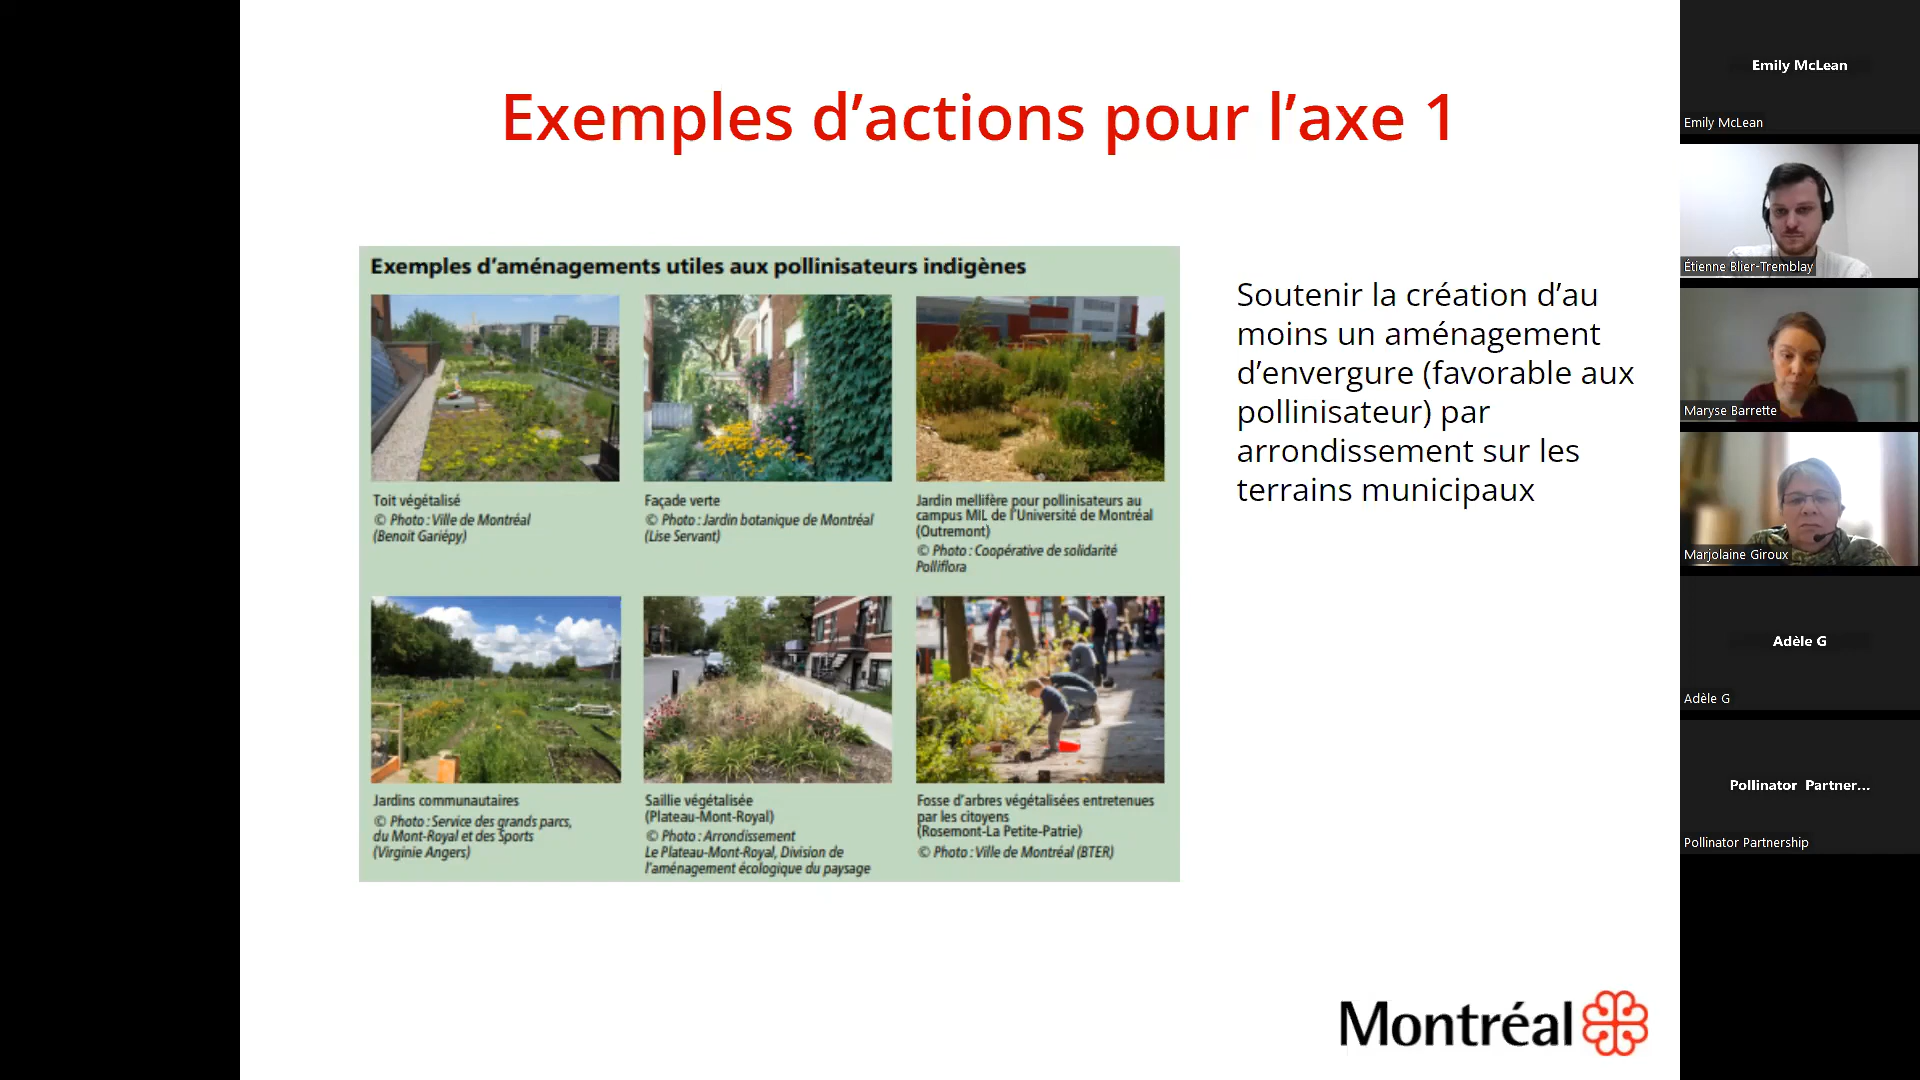 Exemples d’actions pour l’axe 1
Exemples d’aménagements utiles aux pollinisateurs indigènes
Toit végétalisé
© Photo : Ville de Montréal
(Benoit Gariépy)
Façade verte
© Photo : Jardin botanique de Montréal
(Lise Servant)
Jardin mellifère pour pollinisateurs au
campus MIL de l’Université de Montréal
(Outremont)
© Photo : Coopérative de solidarité
Polliflora
Jardins communautaires
© Photo : Service des grands parcs,
du Mont-Royal et des Sports
(Virginie Angers)
Saillie végétalisée
(Plateau-Mont-Royal)
© Photo : Arrondissement
Le Plateau-Mont-Royal, Division de
l’aménagement écologique du paysage
Fosse d’arbres végétalisées entretenues
par les citoyens
(Rosemont-La Petite-Patrie)
© Photo : Ville de Montréal (BTER)
Soutenir la création d’au
moins un aménagement
d’envergure (favorable aux
pollinisateur) par
arrondissement sur les
terrains municipaux
Montréal
Emily McLean
Emily McLean
Étienne Blier-Tremblay
Maryse Barrette
Marjolaine Giroux
Adèle G
Adèle G
Pollinator Partner...
Pollinator Partnership